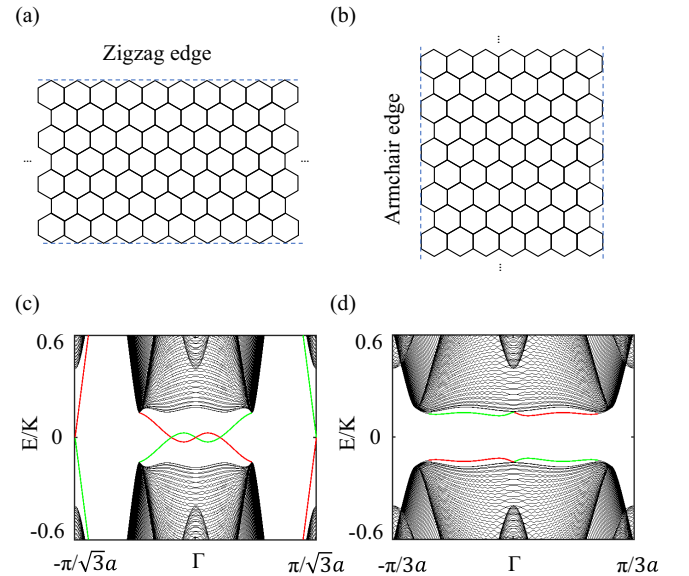 (a)
Zigzag edge
...
...
(b)
...
Armchair edge
...
(c)
0.6
E/K
0
-0.6
-π/√3a
Γ
π/√3a
(d)
0.6
E/K
0
-0.6
-π/3a
Γ
π/3a